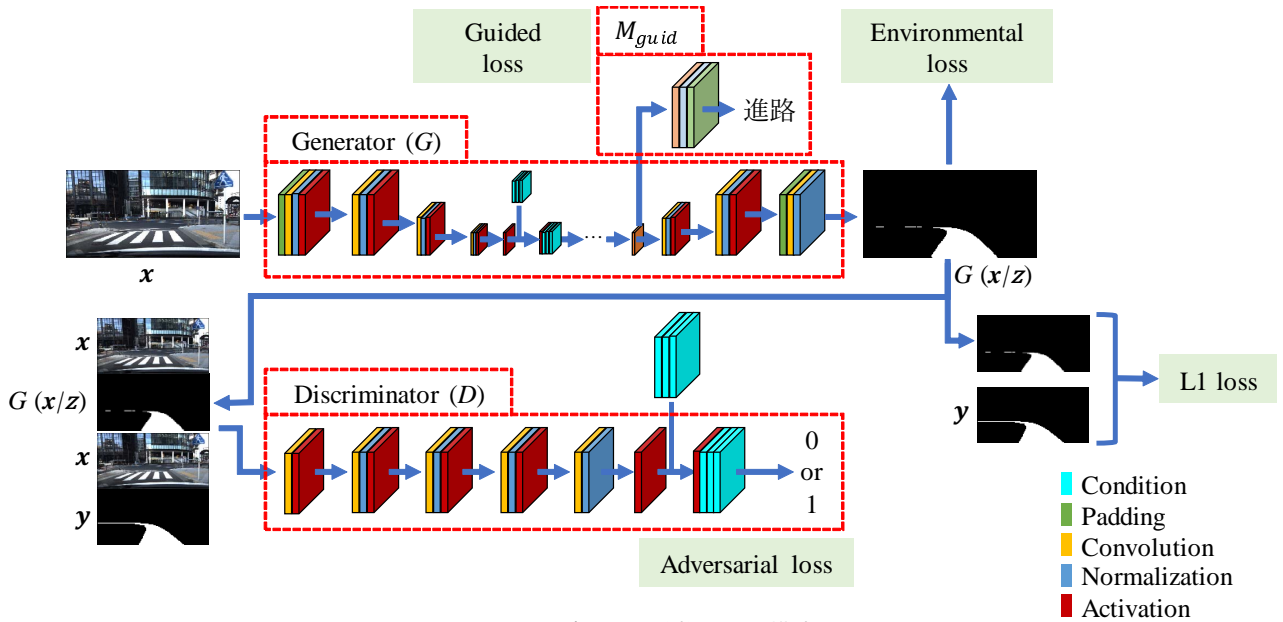 Guided
loss
M_guid
Environmental
loss
進路
Generator (G)
x
…
G (x/z)
x
G (x/z)
x
y
Discriminator (D)
0
or
1
Adversarial loss
y
L1 loss
Condition
Padding
Convolution
Normalization
Activation